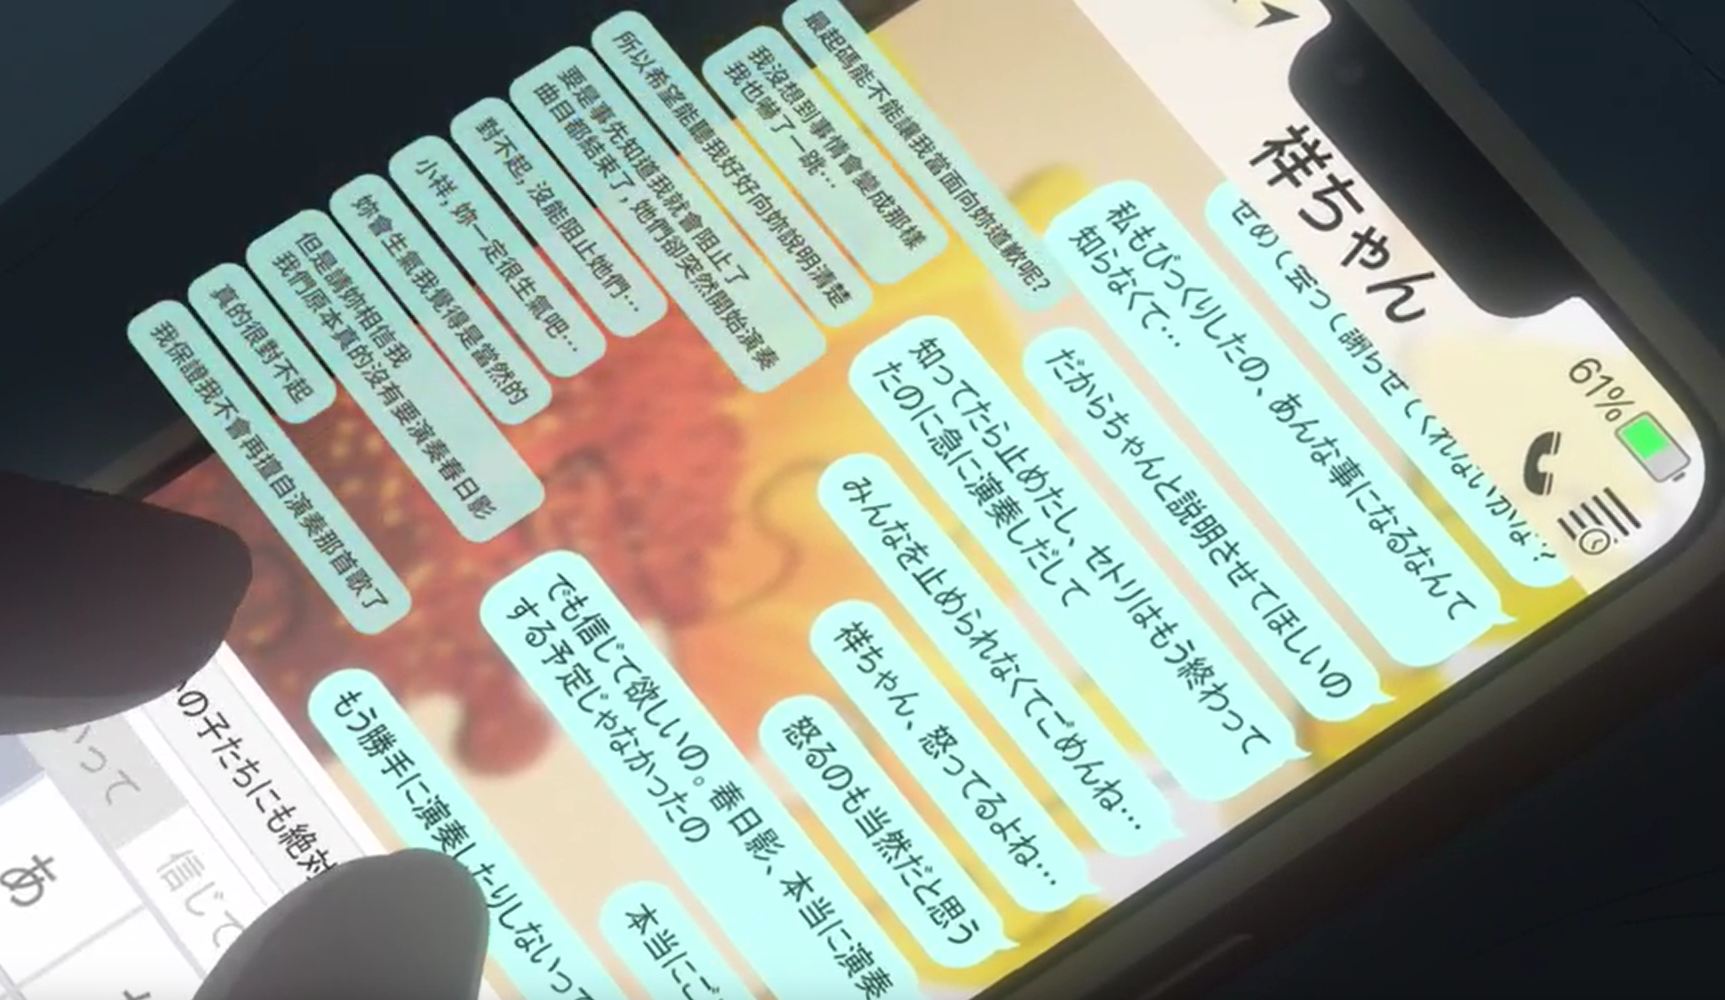 祥ちゃん
61%
せめて会って謝らせてくれないかな?
私もびっくりしたの、あんな事になるなんて
知らなくて…
だからちゃんと説明させてほしいの
知ってたら止めたし、セトリはもう終わって
たのに急に演奏しだして
みんなを止められなくてごめんね…
祥ちゃん、怒ってるよね…
怒るのも当然だと思う
でも信じて欲しいの。春日影、本当に演奏
する予定じゃなかったの
本当にご
もう勝手に演奏したりしないって
の子たちにも絶対
いって
信じて
あ
最起碼能不能讓我當面向妳道歉呢?
我沒想到事情會變成那樣
我也嚇了一跳…
所以希望能聽我好好向妳說明清楚
要是事先知道我就會阻止了
曲目都結束了,她們卻突然開始演奏
對不起,沒能阻止她們…
小祥,妳一定很生氣吧…
妳會生氣我覺得是當然的
但是請妳相信我
我們原本真的沒有要演奏春日影
真的很對不起
我保證我不會再擅自演奏那首歌了